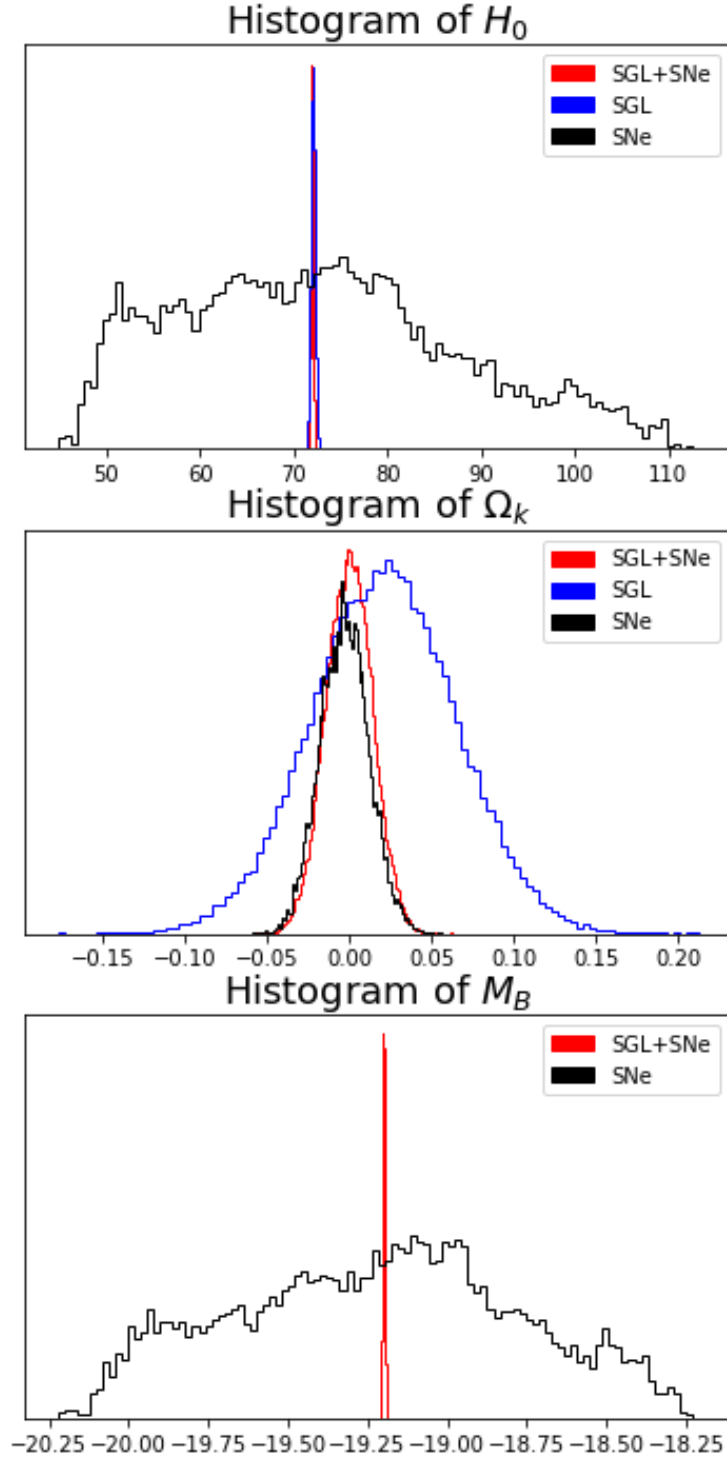 Histogram of H₀
SGL+SNe
SGL
SNe
50 60 70 80 90 100 110
Histogram of Ωₖ
SGL+SNe
SGL
SNe
−0.15 −0.10 −0.05 0.00 0.05 0.10 0.15 0.20
Histogram of M_B
SGL+SNe
SNe
−20.25 −20.00 −19.75 −19.50 −19.25 −19.00 −18.75 −18.50 −18.25